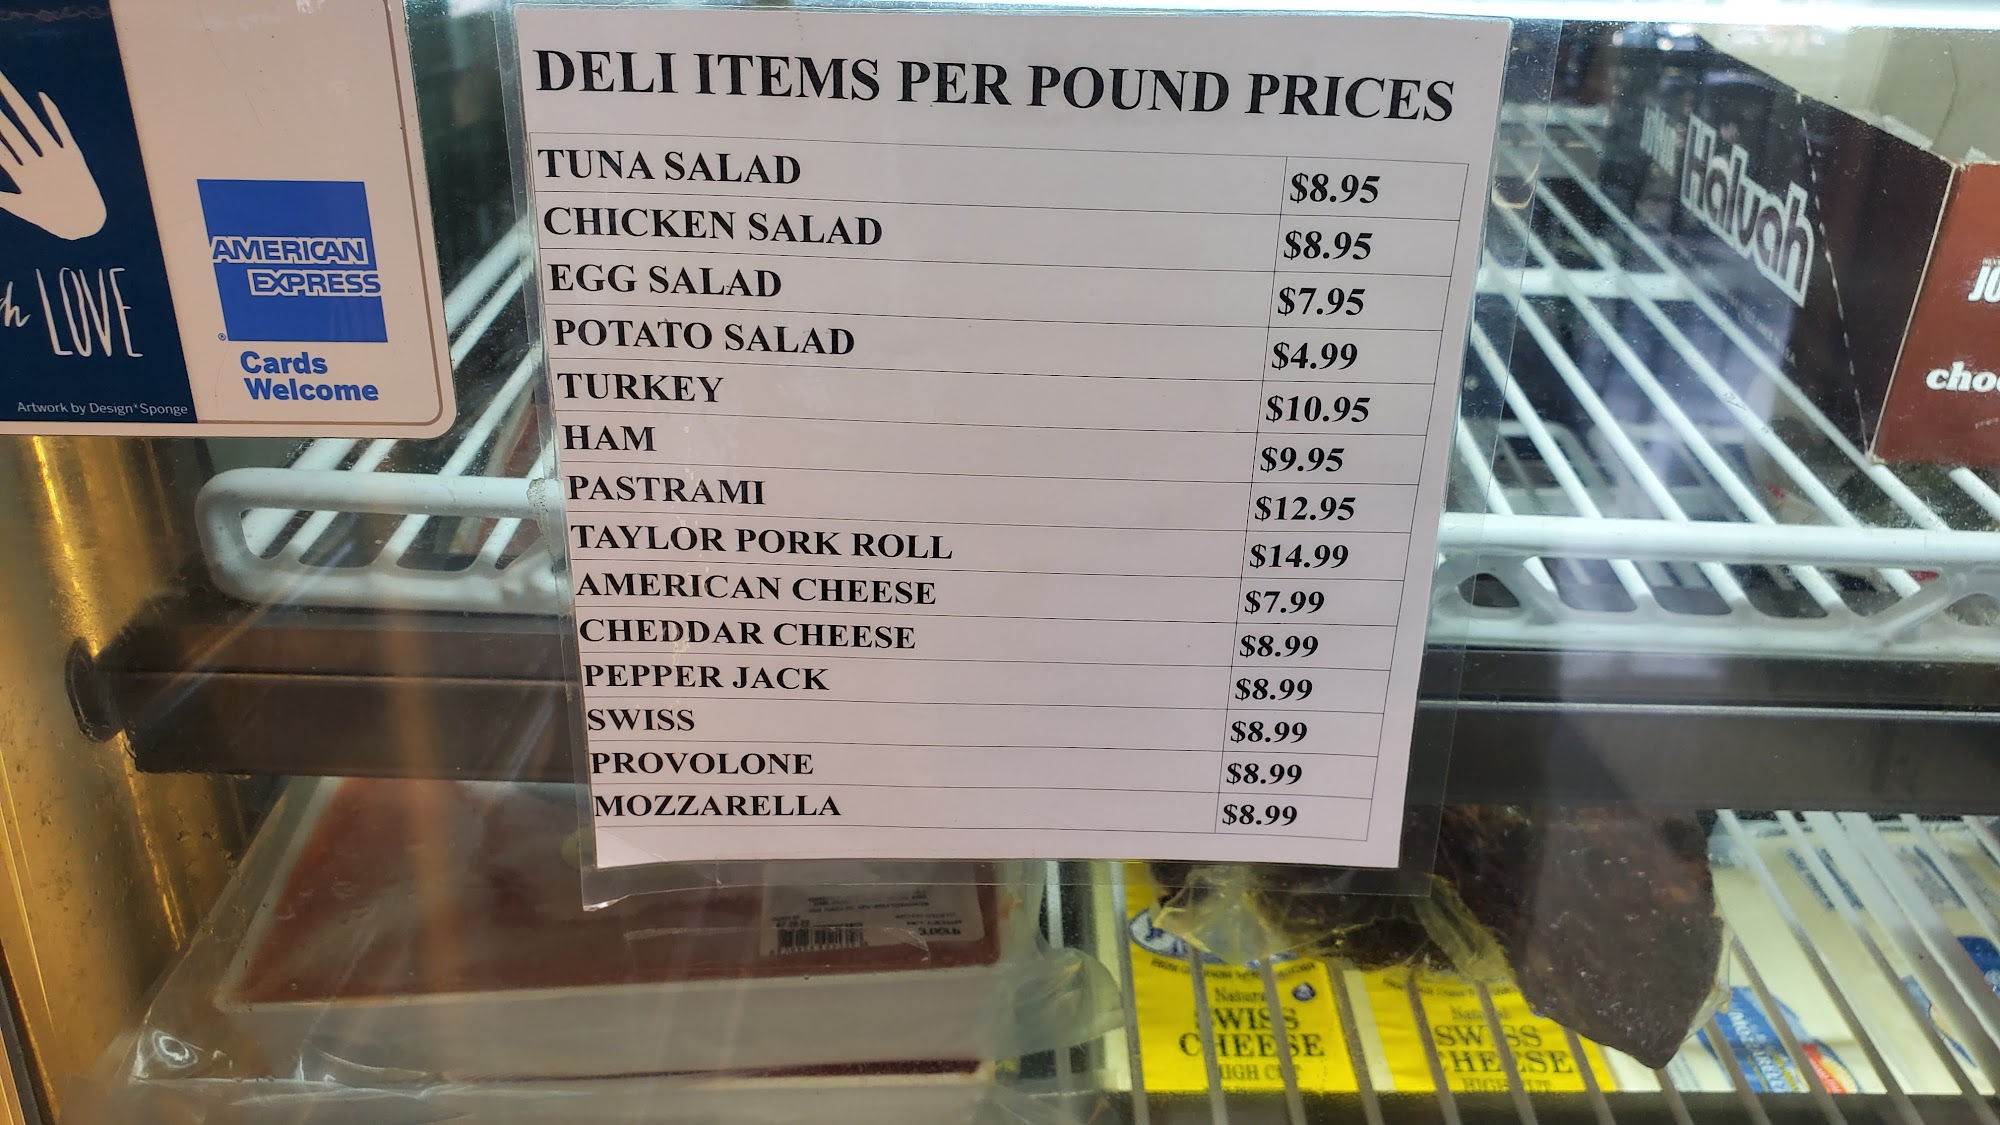 DELI ITEMS PER POUND PRICES
TUNA SALAD $8.95
CHICKEN SALAD $8.95
EGG SALAD $7.95
POTATO SALAD $4.99
TURKEY $10.95
HAM $9.95
PASTRAMI $12.95
TAYLOR PORK ROLL $14.99
AMERICAN CHEESE $7.99
CHEDDAR CHEESE $8.99
PEPPER JACK $8.99
SWISS $8.99
PROVOLONE $8.99
MOZZARELLA $8.99
LOVE
Artwork by Design*Sponge
AMERICAN
EXPRESS
Cards
Welcome
Halvah
Natural
SWISS
CHEESE
Natural
SWISS
CHEESE